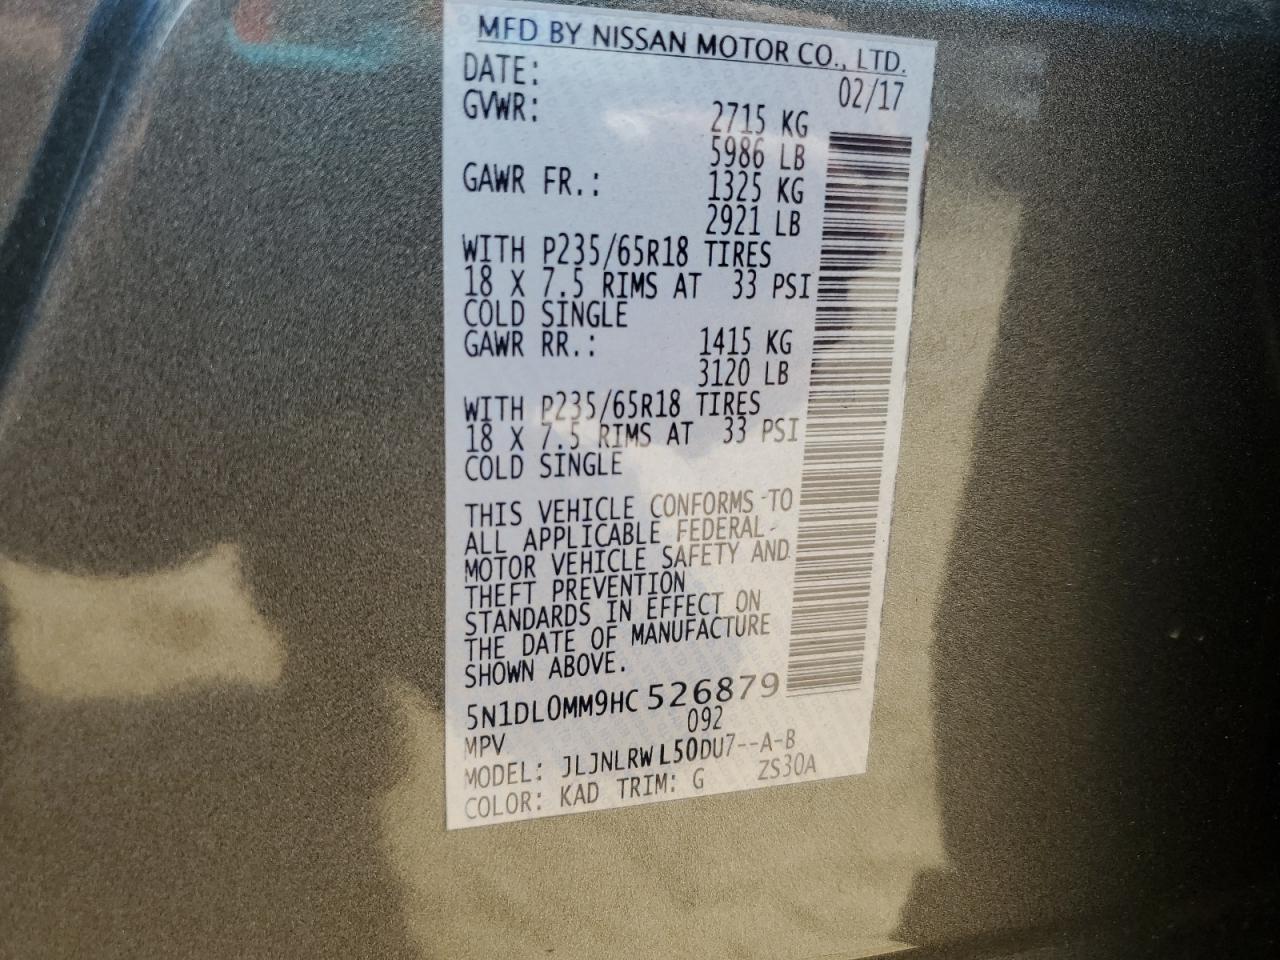 MFD BY NISSAN MOTOR CO., LTD.
DATE: 02/17
GVWR: 2715 KG
5986 LB
GAWR FR.: 1325 KG
2921 LB
WITH P235/65R18 TIRES
18 X 7.5 RIMS AT 33 PSI
COLD SINGLE
GAWR RR.: 1415 KG
3120 LB
WITH P235/65R18 TIRES
18 X 7.5 RIMS AT 33 PSI
COLD SINGLE
THIS VEHICLE CONFORMS TO
ALL APPLICABLE FEDERAL
MOTOR VEHICLE SAFETY AND
THEFT PREVENTION
STANDARDS IN EFFECT ON
THE DATE OF MANUFACTURE
SHOWN ABOVE.
5N1DL0MM9HC526879
MPV 092
MODEL: JLJNLRWL50DU7--A-B
COLOR: KAD TRIM: G ZS30A